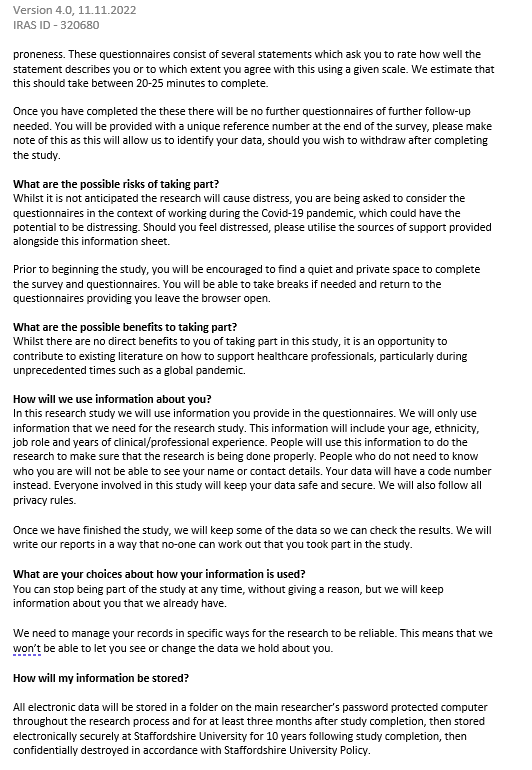 Version 4.0, 11.11.2022
IRAS ID - 320680
proneness. These questionnaires consist of several statements which ask you to rate how well the
statement describes you or to which extent you agree with this using a given scale. We estimate that
this should take between 20-25 minutes to complete.
Once you have completed the these there will be no further questionnaires of further follow-up
needed. You will be provided with a unique reference number at the end of the survey, please make
note of this as this will allow us to identify your data, should you wish to withdraw after completing
the study.
What are the possible risks of taking part?
Whilst it is not anticipated the research will cause distress, you are being asked to consider the
questionnaires in the context of working during the Covid-19 pandemic, which could have the
potential to be distressing. Should you feel distressed, please utilise the sources of support provided
alongside this information sheet.
Prior to beginning the study, you will be encouraged to find a quiet and private space to complete
the survey and questionnaires. You will be able to take breaks if needed and return to the
questionnaires providing you leave the browser open.
What are the possible benefits to taking part?
Whilst there are no direct benefits to you of taking part in this study, it is an opportunity to
contribute to existing literature on how to support healthcare professionals, particularly during
unprecedented times such as a global pandemic.
How will we use information about you?
In this research study we will use information you provide in the questionnaires. We will only use
information that we need for the research study. This information will include your age, ethnicity,
job role and years of clinical/professional experience. People will use this information to do the
research to make sure that the research is being done properly. People who do not need to know
who you are will not be able to see your name or contact details. Your data will have a code number
instead. Everyone involved in this study will keep your data safe and secure. We will also follow all
privacy rules.
Once we have finished the study, we will keep some of the data so we can check the results. We will
write our reports in a way that no-one can work out that you took part in the study.
What are your choices about how your information is used?
You can stop being part of the study at any time, without giving a reason, but we will keep
information about you that we already have.
We need to manage your records in specific ways for the research to be reliable. This means that we
won't be able to let you see or change the data we hold about you.
How will my information be stored?
All electronic data will be stored in a folder on the main researcher's password protected computer
throughout the research process and for at least three months after study completion, then stored
electronically securely at Staffordshire University for 10 years following study completion, then
confidentially destroyed in accordance with Staffordshire University Policy.